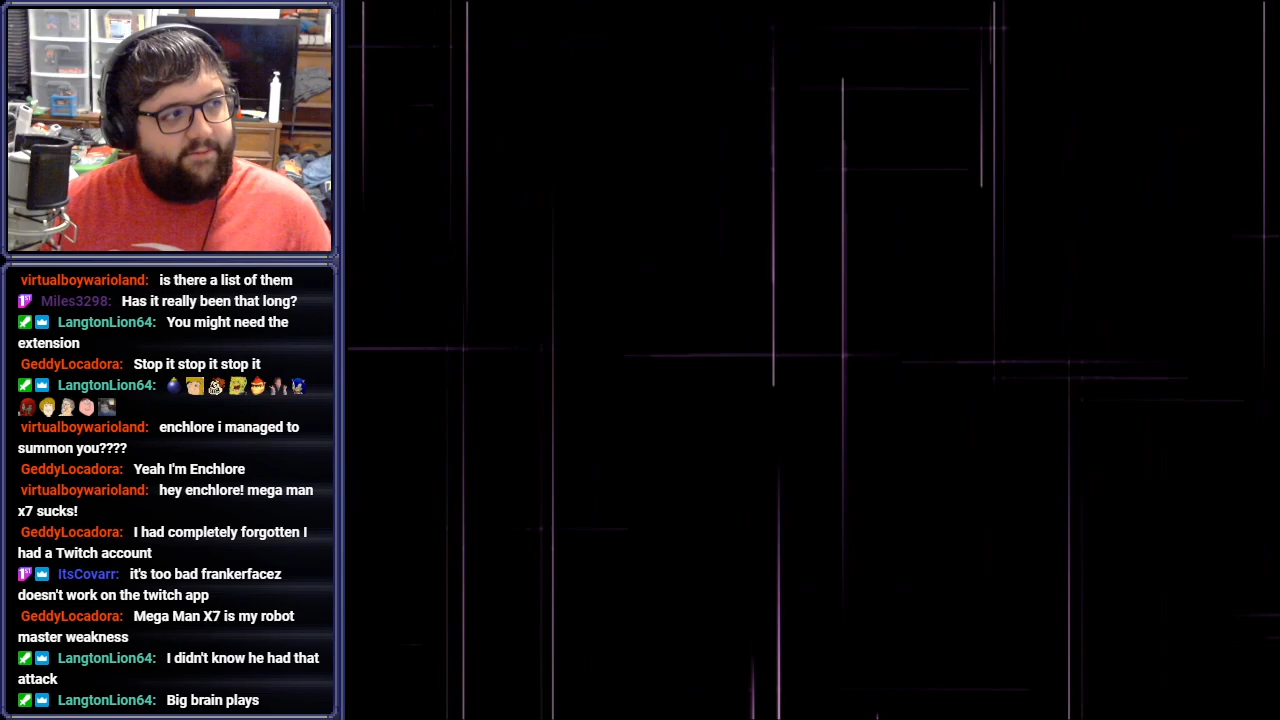 virtualboywarioland: is there a list of them
Miles3298: Has it really been that long?
LangtonLion64: You might need the
extension
GeddyLocadora: Stop it stop it stop it
LangtonLion64:
virtualboywarioland: enchlore i managed to
summon you????
GeddyLocadora: Yeah I'm Enchlore
virtualboywarioland: hey enchlore! mega man
x7 sucks!
GeddyLocadora: I had completely forgotten I
had a Twitch account
ItsCovarr: it's too bad frankerfacez
doesn't work on the twitch app
GeddyLocadora: Mega Man X7 is my robot
master weakness
LangtonLion64: I didn't know he had that
attack
LangtonLion64: Big brain plays